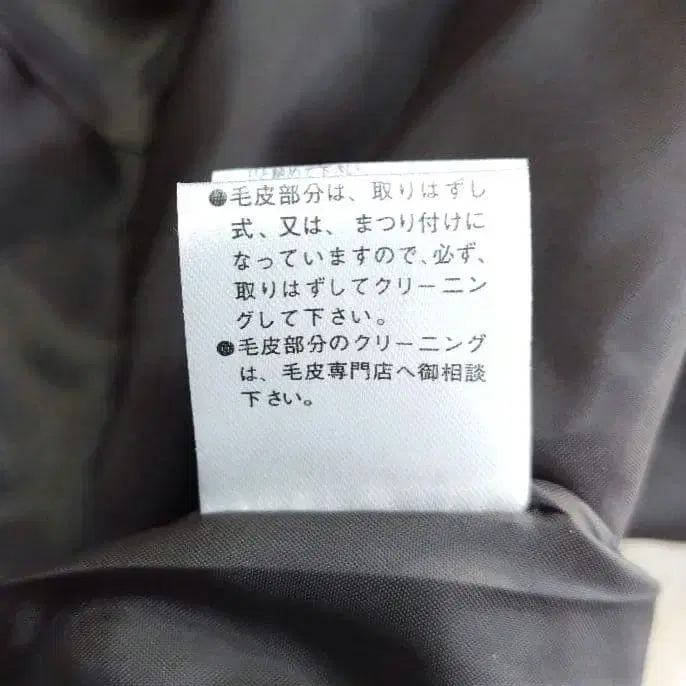 ●毛皮部分は、取りはずし
式、又は、まつり付けに
なっていますので、必ず、
取りはずしてクリーニン
グして下さい。
●毛皮部分のクリーニング
は、毛皮専門店へ御相談
下さい。